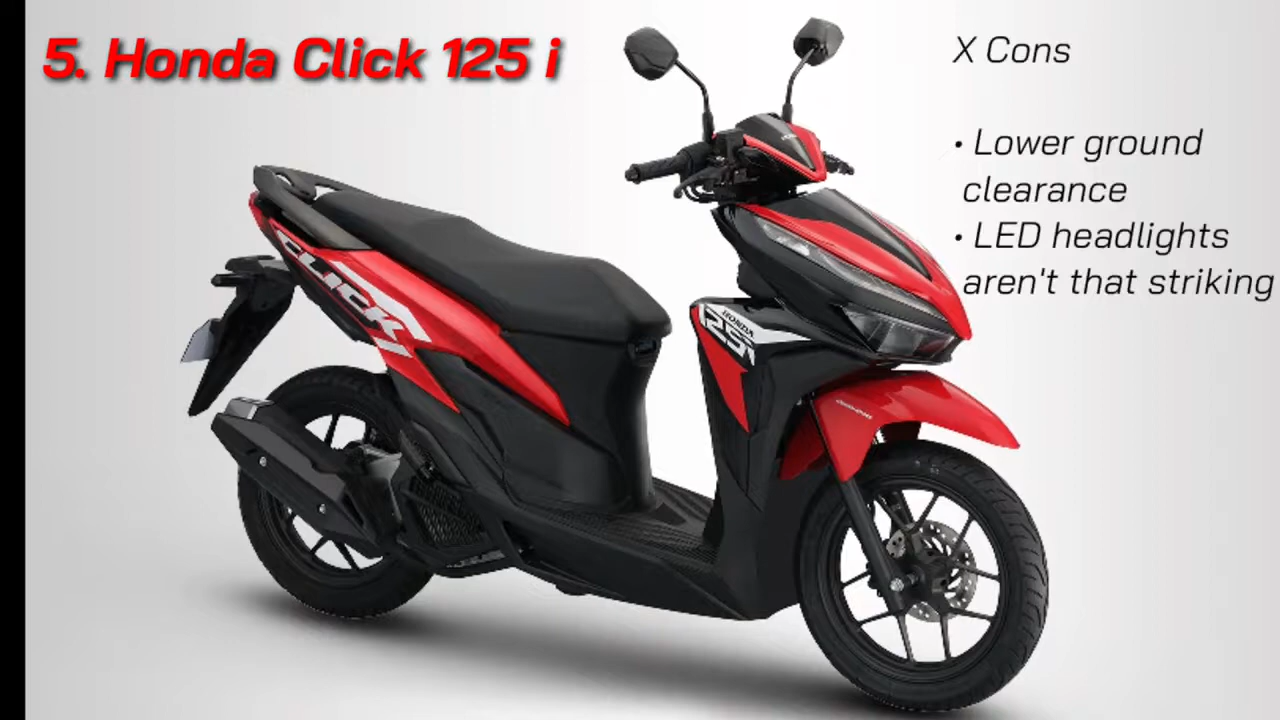 5. Honda Click 125 i
X Cons
• Lower ground
clearance
• LED headlights
aren't that striking
CLICK i
HONDA
125i